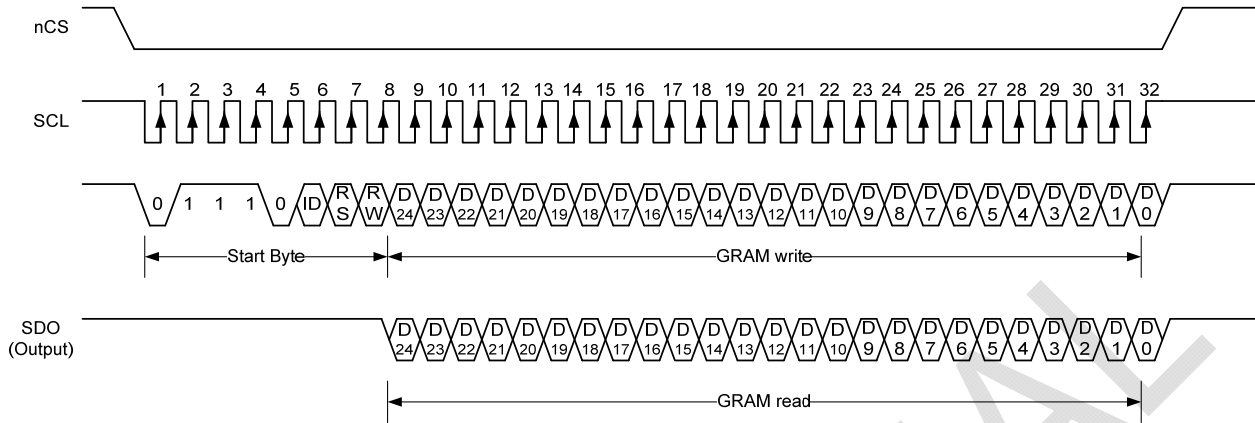 nCS
1 2 3 4 5 6 7 8 9 10 11 12 13 14 15 16 17 18 19 20 21 22 23 24 25 26 27 28 29 30 31 32
SCL
0 1 1 1 0 ID RS RW D24 D23 D22 D21 D20 D19 D18 D17 D16 D15 D14 D13 D12 D11 D10 D9 D8 D7 D6 D5 D4 D3 D2 D1 D0
Start Byte GRAM write
SDO
(Output)
D24 D23 D22 D21 D20 D19 D18 D17 D16 D15 D14 D13 D12 D11 D10 D9 D8 D7 D6 D5 D4 D3 D2 D1 D0
GRAM read